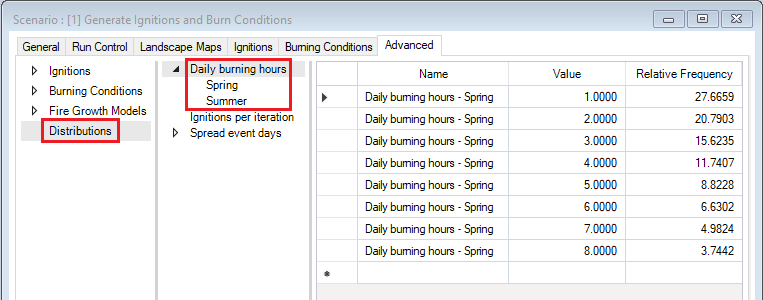 Scenario : [1] Generate Ignitions and Burn Conditions
General Run Control Landscape Maps Ignitions Burning Conditions Advanced
Ignitions
Burning Conditions
Fire Growth Models
Distributions
Daily burning hours
Spring
Summer
Ignitions per iteration
Spread event days
Name Value Relative Frequency
Daily burning hours - Spring 1.0000 27.6659
Daily burning hours - Spring 2.0000 20.7903
Daily burning hours - Spring 3.0000 15.6235
Daily burning hours - Spring 4.0000 11.7407
Daily burning hours - Spring 5.0000 8.8228
Daily burning hours - Spring 6.0000 6.6302
Daily burning hours - Spring 7.0000 4.9824
Daily burning hours - Spring 8.0000 3.7442